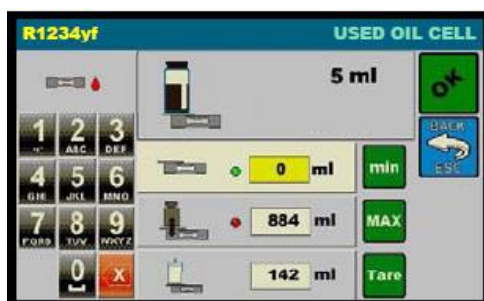 R1234yf USED OIL CELL
5 ml
OK
BACK
ESC
1 2 3
ABC DEF
4 5 6
GHI JKL MNO
7 8 9
PQRS TUV WXYZ
0 X
0 ml min
884 ml MAX
142 ml Tare